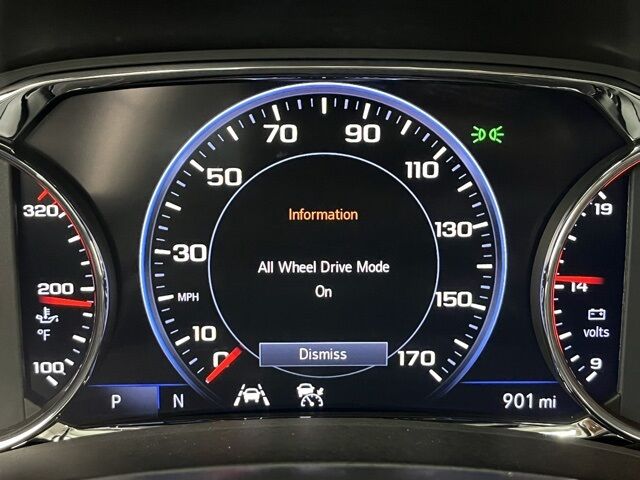 70 90
50 110
320 19
Information
130
30
All Wheel Drive Mode
200 14
On
MPH 150
°F volts
10
Dismiss
100 0 170 9
P N 901 mi